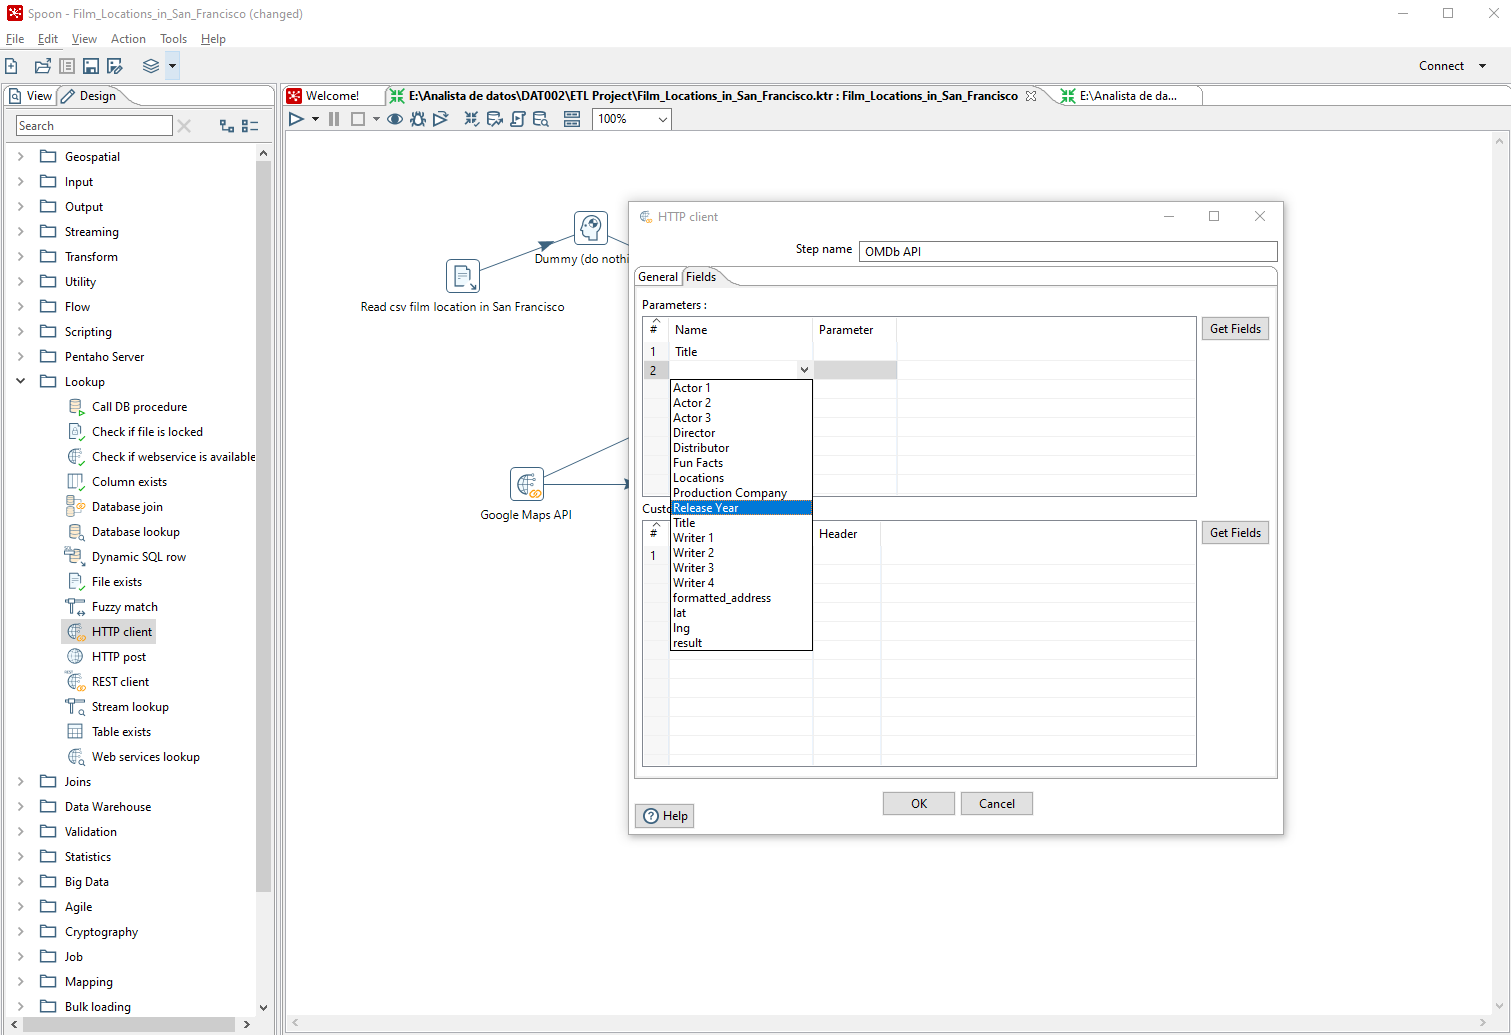 Spoon - Film_Locations_in_San_Francisco (changed)
File Edit View Action Tools Help
Connect
View Design
Welcome!
E:\Analista de datos\DAT002\ETL Project\Film_Locations_in_San_Francisco.ktr : Film_Locations_in_San_Francisco
E:\Analista de da...
Search
100%
Geospatial
Input
Output
Streaming
Transform
Utility
Flow
Scripting
Pentaho Server
Lookup
Call DB procedure
Check if file is locked
Check if webservice is available
Column exists
Database join
Database lookup
Dynamic SQL row
File exists
Fuzzy match
HTTP client
HTTP post
REST client
Stream lookup
Table exists
Web services lookup
Joins
Data Warehouse
Validation
Statistics
Big Data
Agile
Cryptography
Job
Mapping
Bulk loading
Dummy (do nothi
Read csv film location in San Francisco
Google Maps API
HTTP client
Step name OMDb API
General Fields
Parameters :
# Name Parameter
Get Fields
1 Title
2
Actor 1
Actor 2
Actor 3
Director
Distributor
Fun Facts
Locations
Production Company
Release Year
Title
Writer 1
Writer 2
Writer 3
Writer 4
formatted_address
lat
lng
result
Custo
# Header
Get Fields
1
OK Cancel
Help